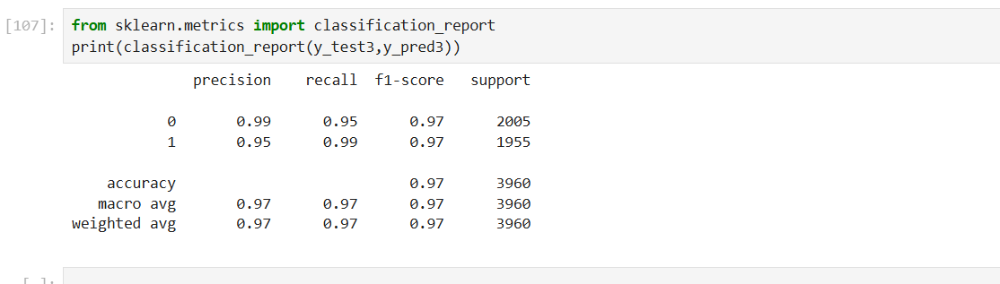 [107]: from sklearn.metrics import classification_report
print(classification_report(y_test3,y_pred3))
precision recall f1-score support
0 0.99 0.95 0.97 2005
1 0.95 0.99 0.97 1955
accuracy 0.97 3960
macro avg 0.97 0.97 0.97 3960
weighted avg 0.97 0.97 0.97 3960
[ ]: